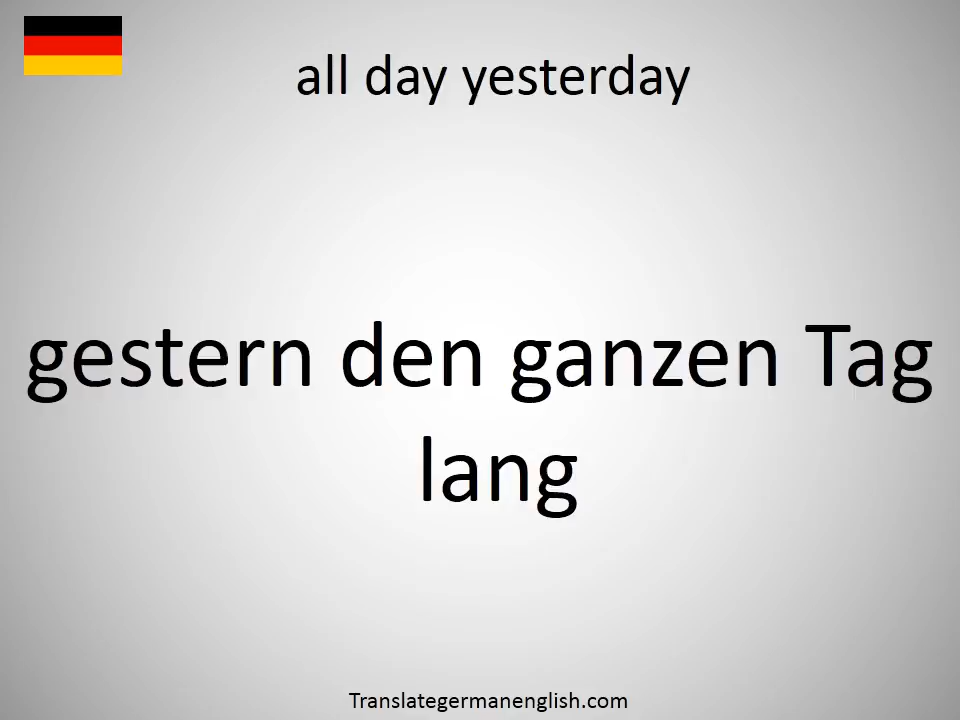 all day yesterday
gestern den ganzen Tag
lang
Translategermanenglish.com